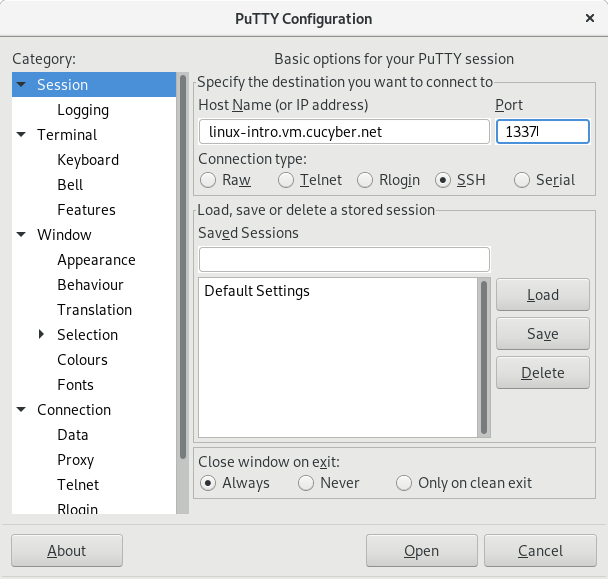 PuTTY Configuration
Category:
Session
Logging
Terminal
Keyboard
Bell
Features
Window
Appearance
Behaviour
Translation
Selection
Colours
Fonts
Connection
Data
Proxy
Telnet
Rlogin
Basic options for your PuTTY session
Specify the destination you want to connect to
Host Name (or IP address) Port
linux-intro.vm.cucyber.net 1337
Connection type:
Raw Telnet Rlogin SSH Serial
Load, save or delete a stored session
Saved Sessions
Default Settings
Load
Save
Delete
Close window on exit:
Always Never Only on clean exit
About Open Cancel